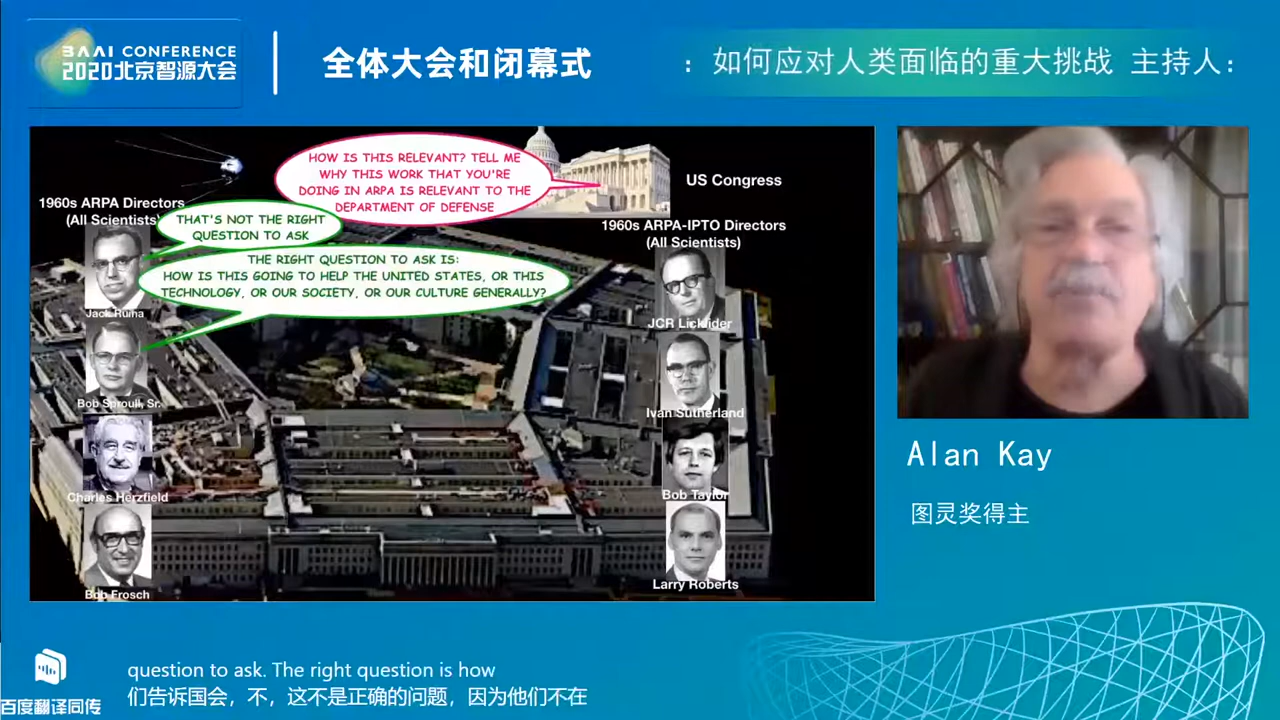 BAAI CONFERENCE
2020北京智源大会
全体大会和闭幕式
：如何应对人类面临的重大挑战 主持人：
HOW IS THIS RELEVANT? TELL ME
WHY THIS WORK THAT YOU'RE
DOING IN ARPA IS RELEVANT TO THE
DEPARTMENT OF DEFENSE
US Congress
1960s ARPA Directors
(All Scientists)
THAT'S NOT THE RIGHT
QUESTION TO ASK
1960s ARPA-IPTO Directors
(All Scientists)
THE RIGHT QUESTION TO ASK IS:
HOW IS THIS GOING TO HELP THE UNITED STATES, OR THIS
TECHNOLOGY, OR OUR SOCIETY, OR OUR CULTURE GENERALLY?
Jack Ruina
JCR Licklider
Bob Sproull, Sr.
Ivan Sutherland
Charles Herzfield
Bob Taylor
Bob Frosch
Larry Roberts
Alan Kay
图灵奖得主
question to ask. The right question is how
们告诉国会，不，这不是正确的问题，因为他们不在
百度翻译同传